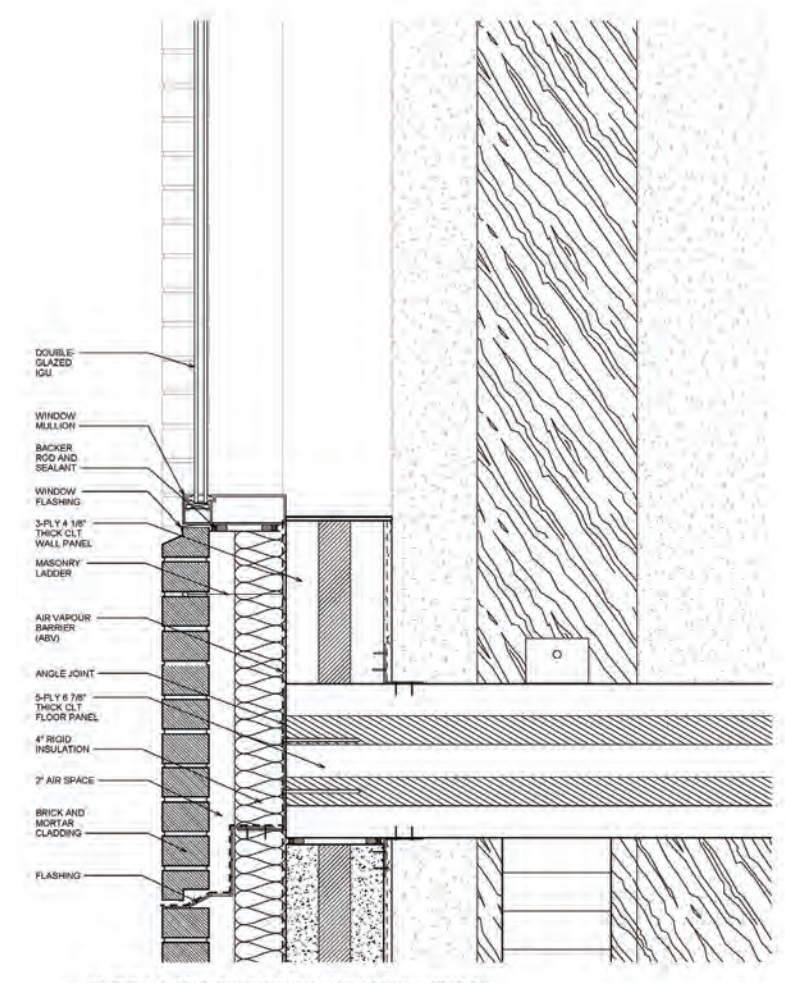 DOUBLE-
GLAZED
IGU
WINDOW
MULLION
BACKER
ROD AND
SEALANT
WINDOW
FLASHING
3-PLY 4 1/8"
THICK CLT
WALL PANEL
MASONRY
LADDER
AIR VAPOUR
BARRIER
(ABV)
ANGLE JOINT
5-PLY 6 7/8"
THICK CLT
FLOOR PANEL
4" RIGID
INSULATION
2" AIR SPACE
BRICK AND
MORTAR
CLADDING
FLASHING